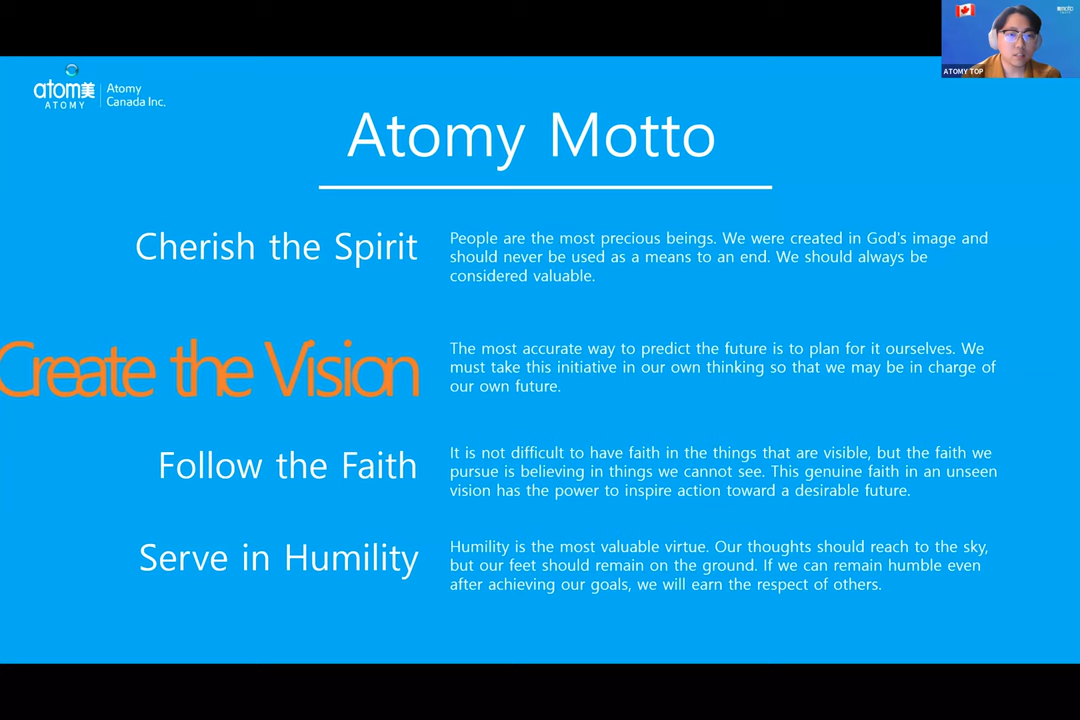 ATOMY TOP
atom美
ATOMY
Atomy
Canada Inc.
Atomy Motto
Cherish the Spirit
People are the most precious beings. We were created in God's image and
should never be used as a means to an end. We should always be
considered valuable.
Create the Vision
The most accurate way to predict the future is to plan for it ourselves. We
must take this initiative in our own thinking so that we may be in charge of
our own future.
Follow the Faith
It is not difficult to have faith in the things that are visible, but the faith we
pursue is believing in things we cannot see. This genuine faith in an unseen
vision has the power to inspire action toward a desirable future.
Serve in Humility
Humility is the most valuable virtue. Our thoughts should reach to the sky,
but our feet should remain on the ground. If we can remain humble even
after achieving our goals, we will earn the respect of others.